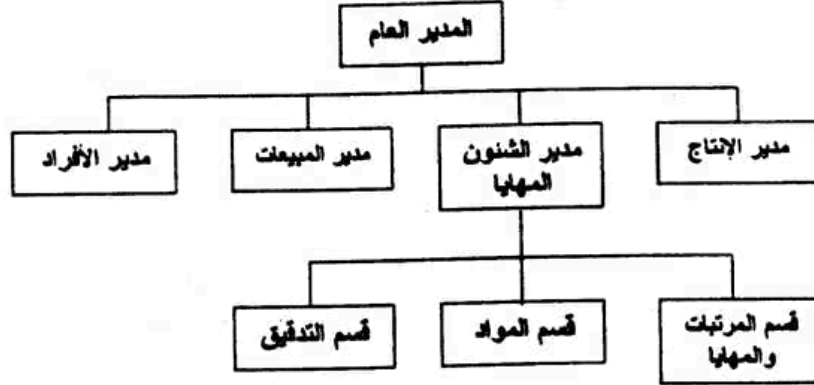 المدير العام
مدير الإنتاج
مدير الشئون
المهايا
مدير المبيعات
مدير الأفراد
قسم المرتبات
والمهايا
قسم المواد
قسم التدقيق